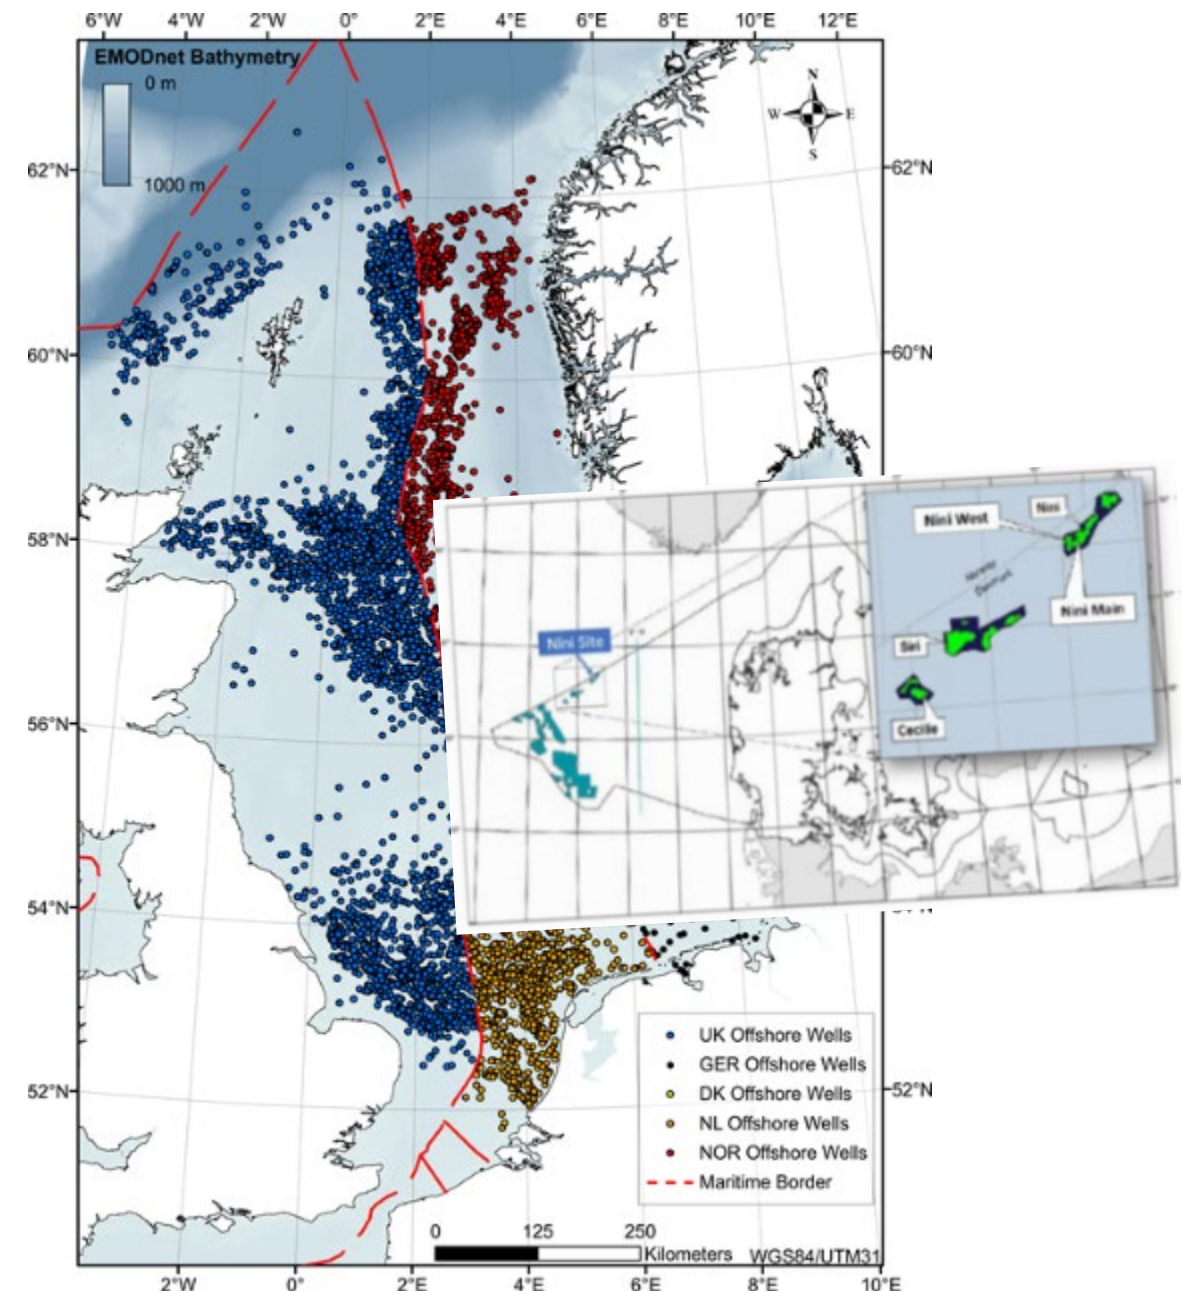 6°W 4°W 2°W 0° 2°E 4°E 6°E 8°E 10°E 12°E
EMODnet Bathymetry
0 m
1000 m
N
W E
S
62°N 62°N
60°N 60°N
58°N
56°N
54°N
52°N 52°N
Nini West
Nini
Norway
Denmark
Nini Main
Siri
Cecilie
Nini Site
UK Offshore Wells
GER Offshore Wells
DK Offshore Wells
NL Offshore Wells
NOR Offshore Wells
Maritime Border
0 125 250
Kilometers WGS84/UTM31
2°W 0° 2°E 4°E 6°E 8°E 10°E